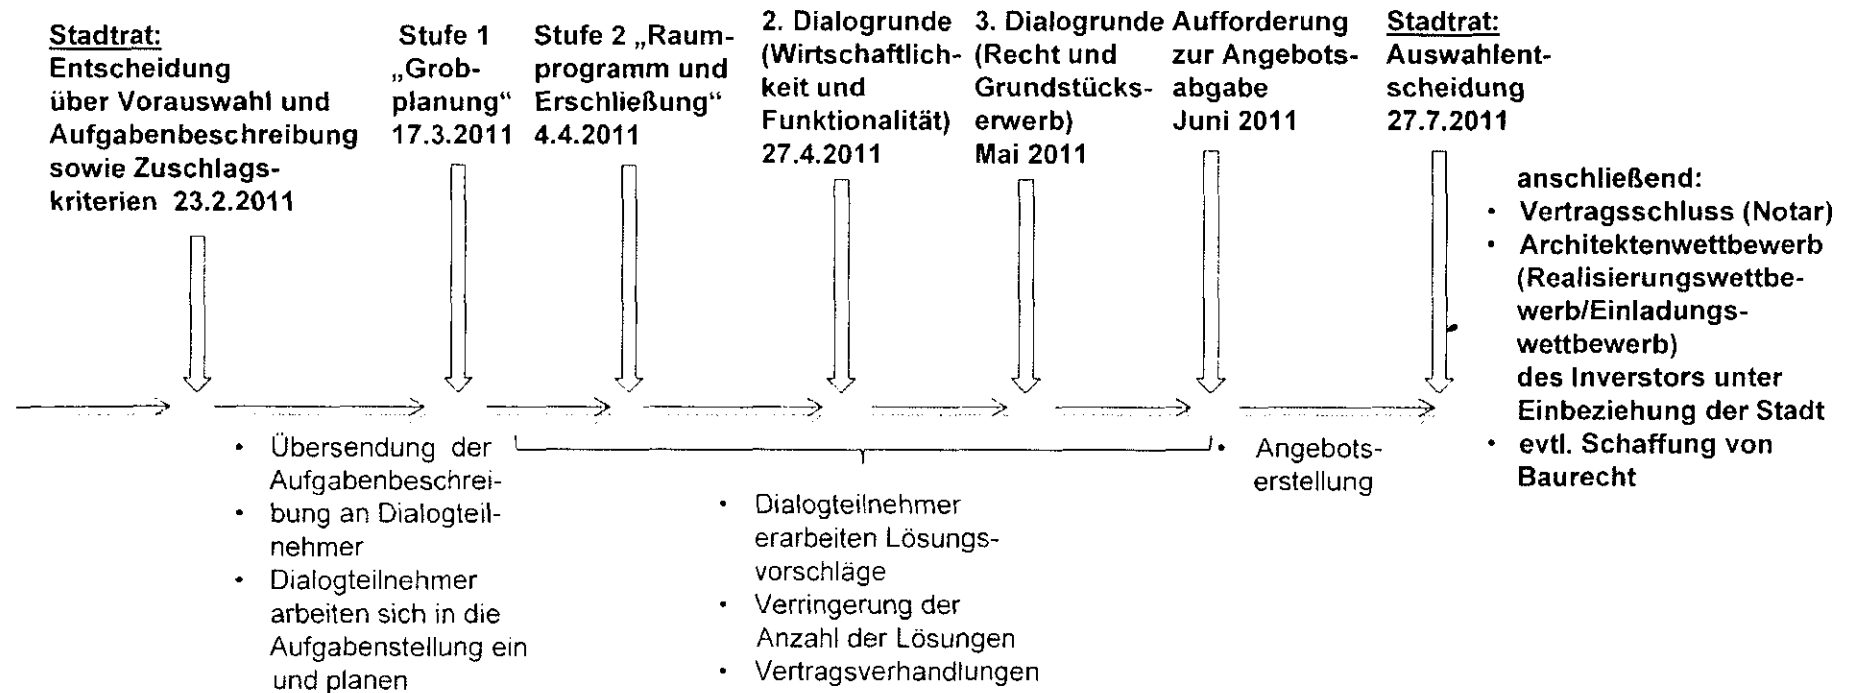 Stadtrat:
Entscheidung
über Vorauswahl und
Aufgabenbeschreibung
sowie Zuschlags-
kriterien 23.2.2011
Stufe 1
„Grob-
planung“
17.3.2011
Stufe 2 „Raum-
programm und
Erschließung“
4.4.2011
2. Dialogrunde
(Wirtschaftlich-
keit und
Funktionalität)
27.4.2011
3. Dialogrunde
(Recht und
Grundstücks-
erwerb)
Mai 2011
Aufforderung
zur Angebots-
abgabe
Juni 2011
Stadtrat:
Auswahlent-
scheidung
27.7.2011
anschließend:
• Vertragsschluss (Notar)
• Architektenwettbewerb
(Realisierungswettbe-
werb/Einladungs-
wettbewerb)
des Inverstors unter
Einbeziehung der Stadt
• evtl. Schaffung von
Baurecht
• Übersendung der
Aufgabenbeschrei-
• bung an Dialogteil-
nehmer
• Dialogteilnehmer
arbeiten sich in die
Aufgabenstellung ein
und planen
• Dialogteilnehmer
erarbeiten Lösungs-
vorschläge
• Verringerung der
Anzahl der Lösungen
• Vertragsverhandlungen
• Angebots-
erstellung